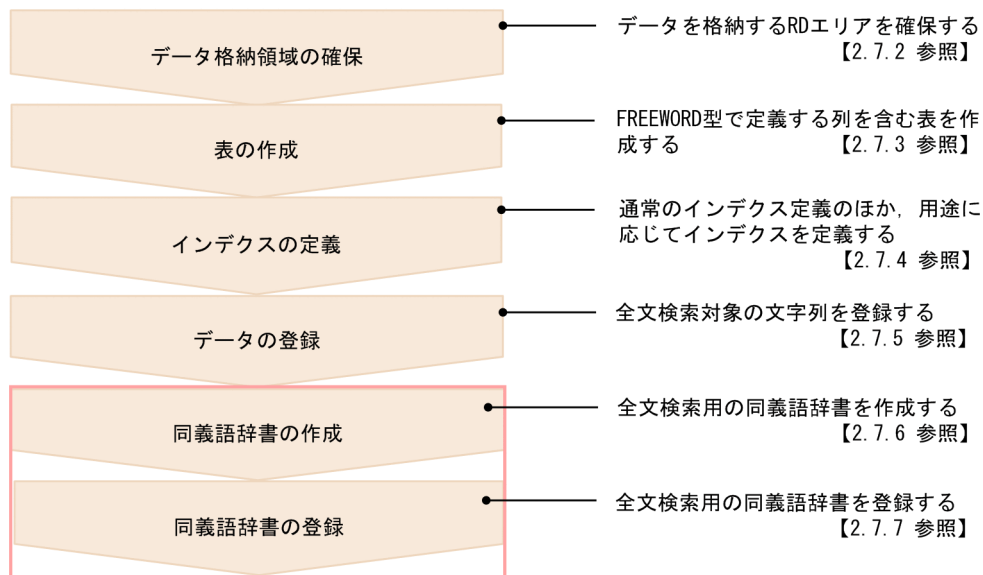 データ格納領域の確保
データを格納するRDエリアを確保する
【2.7.2 参照】
表の作成
FREEWORD型で定義する列を含む表を作
成する 【2.7.3 参照】
インデクスの定義
通常のインデクス定義のほか，用途に
応じてインデクスを定義する
【2.7.4 参照】
データの登録
全文検索対象の文字列を登録する
【2.7.5 参照】
同義語辞書の作成
全文検索用の同義語辞書を作成する
【2.7.6 参照】
同義語辞書の登録
全文検索用の同義語辞書を登録する
【2.7.7 参照】